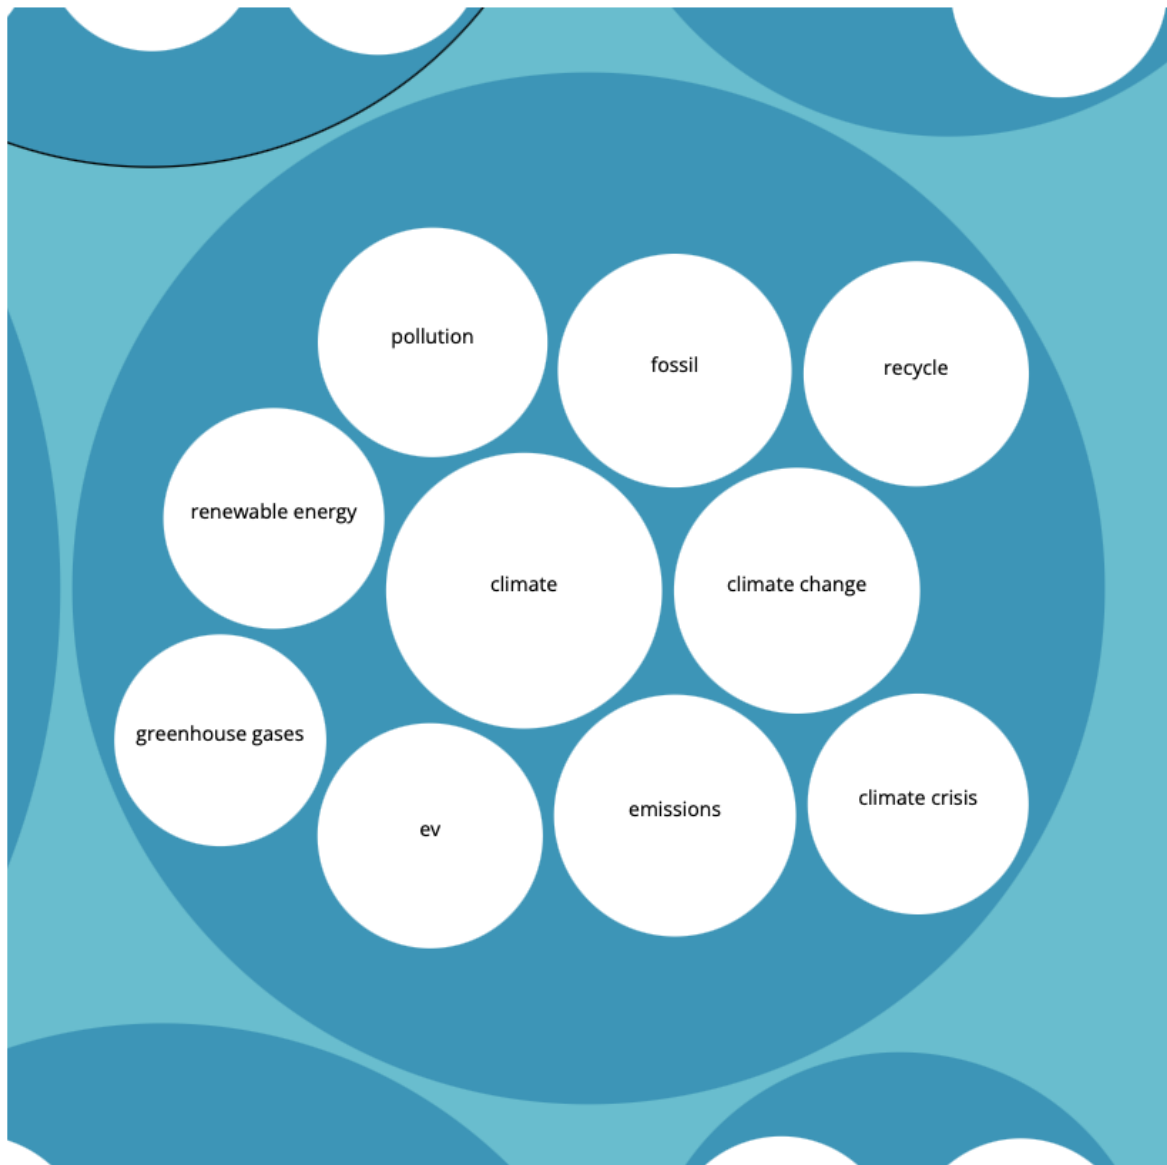 pollution
fossil
recycle
renewable energy
climate
climate change
greenhouse gases
ev
emissions
climate crisis